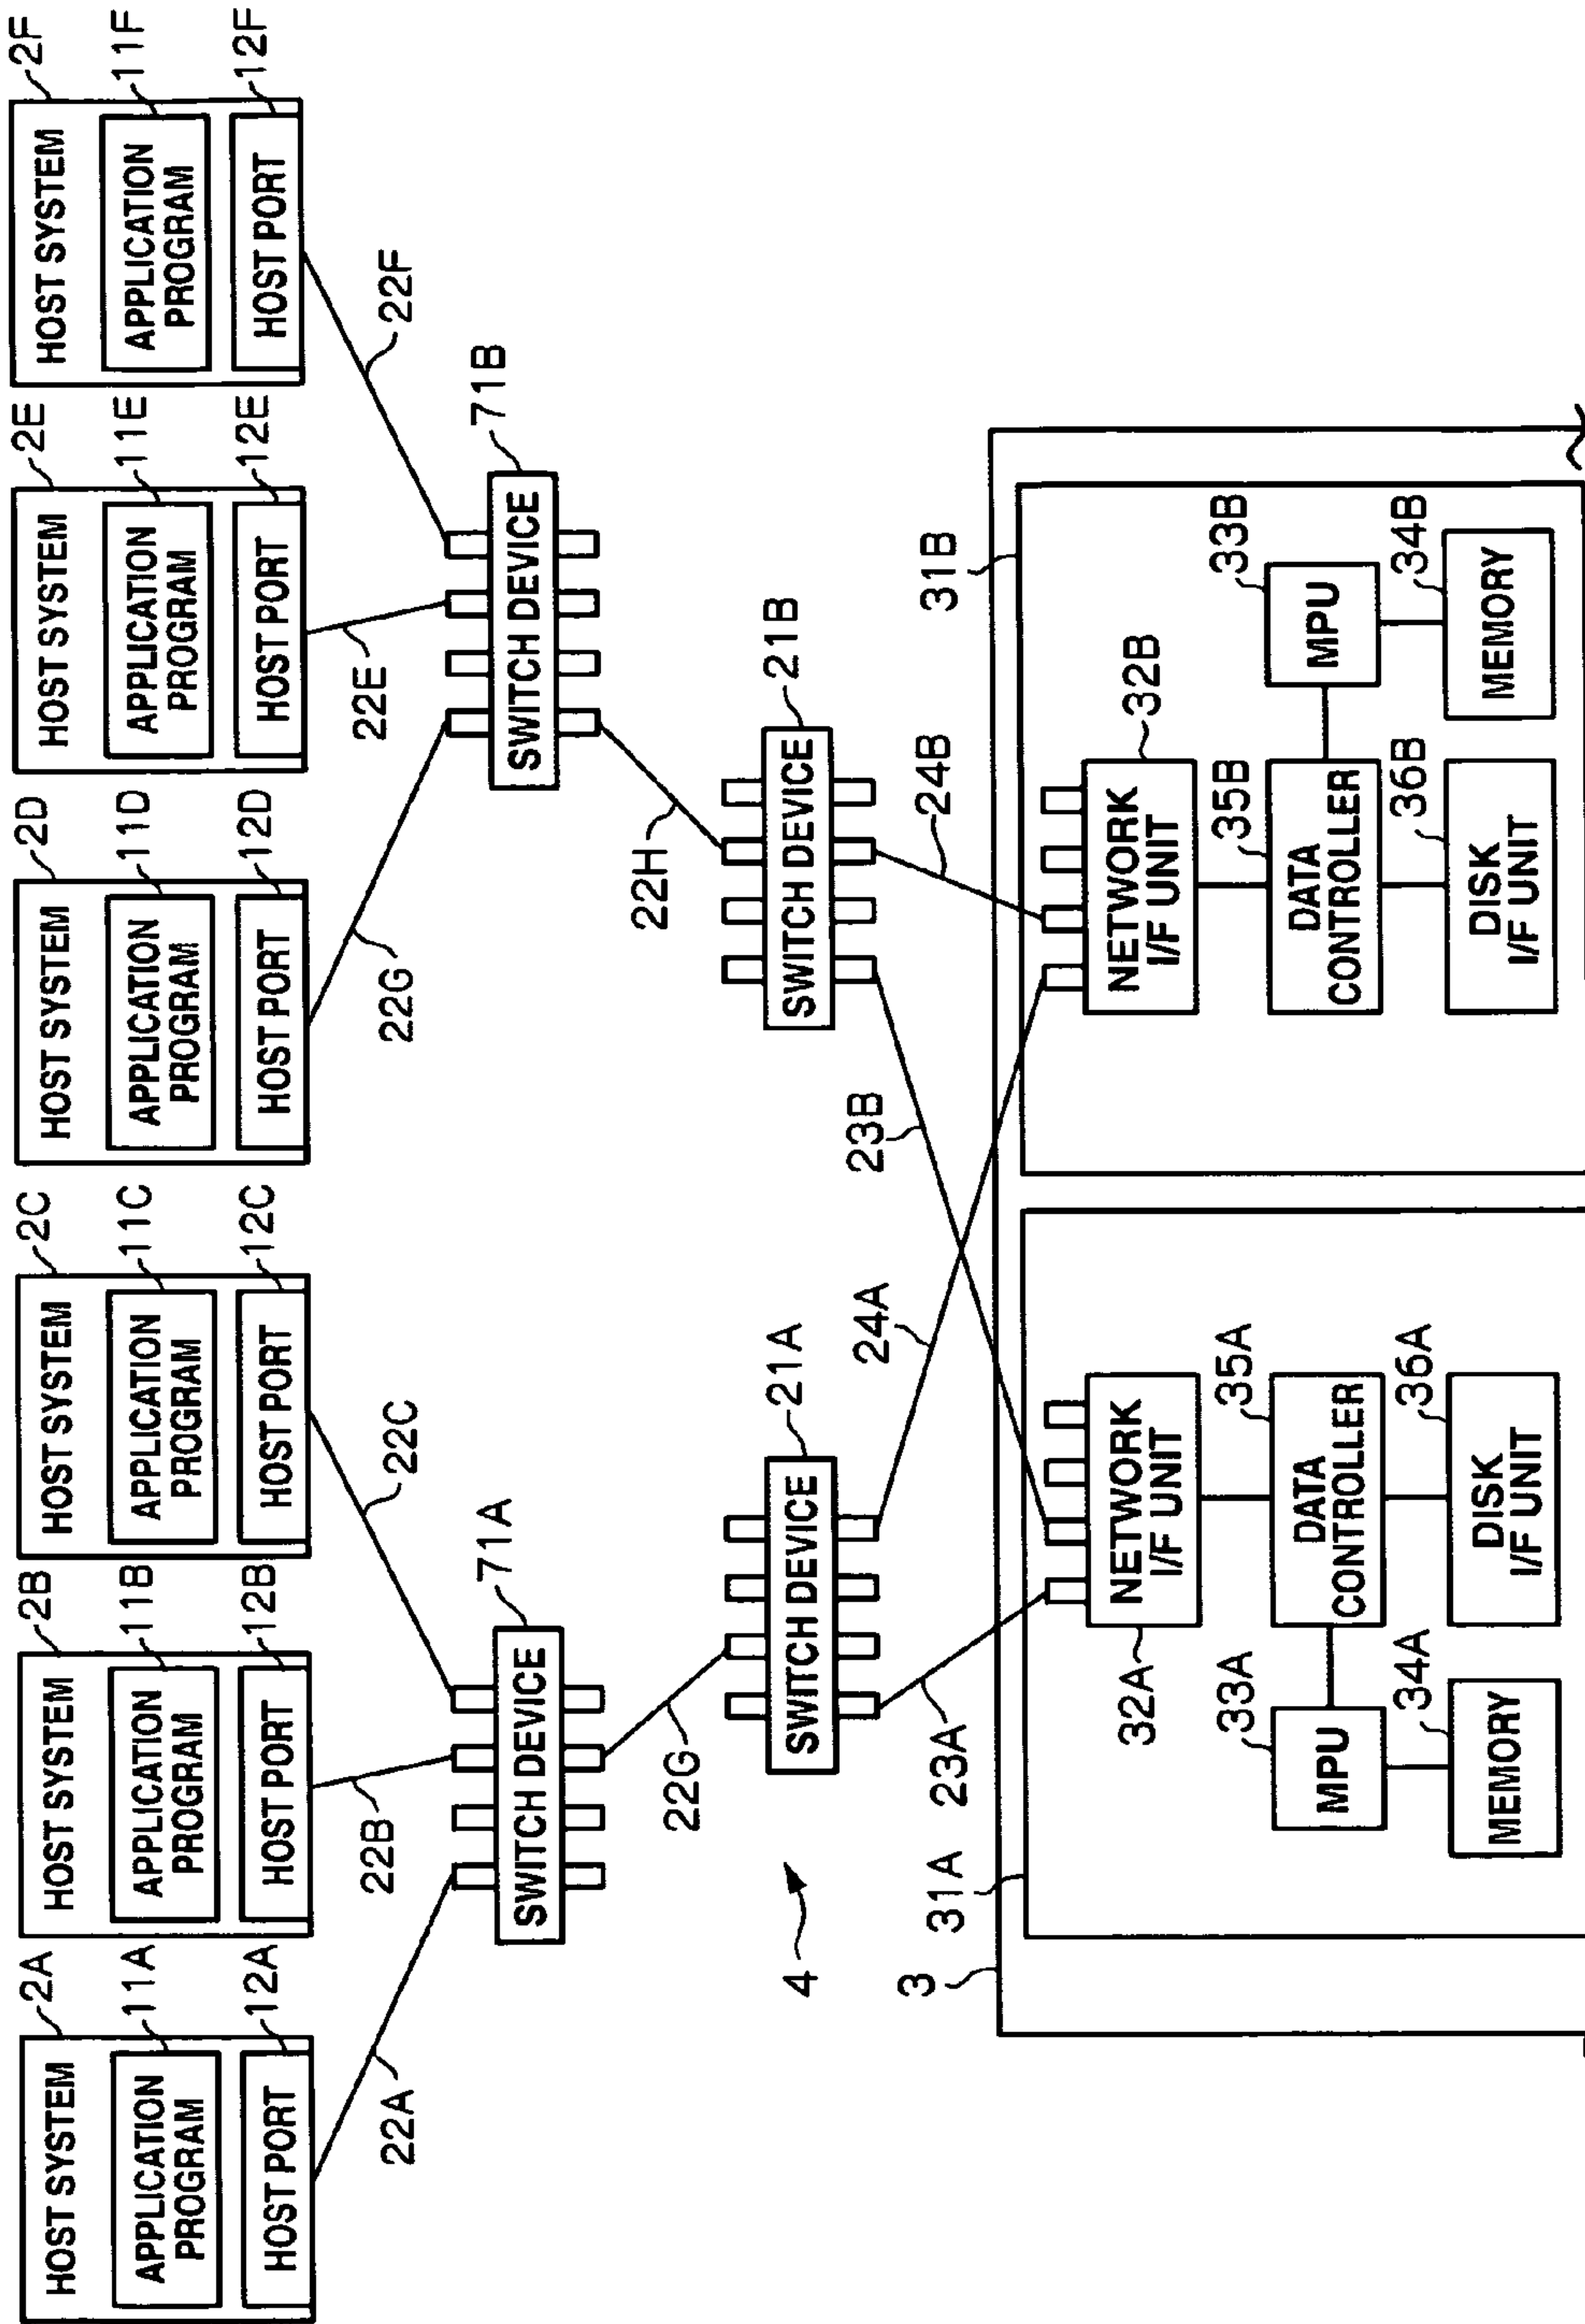 2A
HOST SYSTEM
11A
APPLICATION
PROGRAM
12A
HOST PORT
2B
HOST SYSTEM
11B
APPLICATION
PROGRAM
12B
HOST PORT
2C
HOST SYSTEM
11C
APPLICATION
PROGRAM
12C
HOST PORT
2D
HOST SYSTEM
11D
APPLICATION
PROGRAM
12D
HOST PORT
2E
HOST SYSTEM
11E
APPLICATION
PROGRAM
12E
HOST PORT
2F
HOST SYSTEM
11F
APPLICATION
PROGRAM
12F
HOST PORT
22A
22B
22C
22G
22E
22F
71A
SWITCH DEVICE
71B
SWITCH DEVICE
22G
22H
21A
SWITCH DEVICE
21B
SWITCH DEVICE
4
23A
24A
23B
24B
3
31A
31B
32A
NETWORK
I/F UNIT
33A
MPU
35A
DATA
CONTROLLER
34A
MEMORY
36A
DISK
I/F UNIT
32B
NETWORK
I/F UNIT
35B
DATA
CONTROLLER
33B
MPU
36B
DISK
I/F UNIT
34B
MEMORY